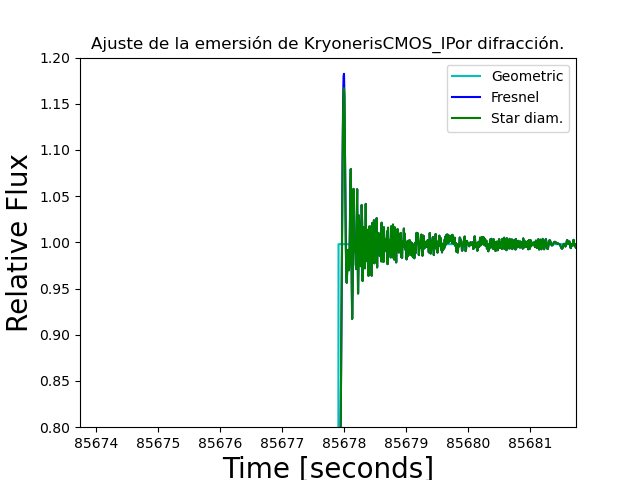 Ajuste de la emersión de KryonerisCMOS_IPor difracción.
Geometric
Fresnel
Star diam.
Relative Flux
1.20
1.15
1.10
1.05
1.00
0.95
0.90
0.85
0.80
85674 85675 85676 85677 85678 85679 85680 85681
Time [seconds]